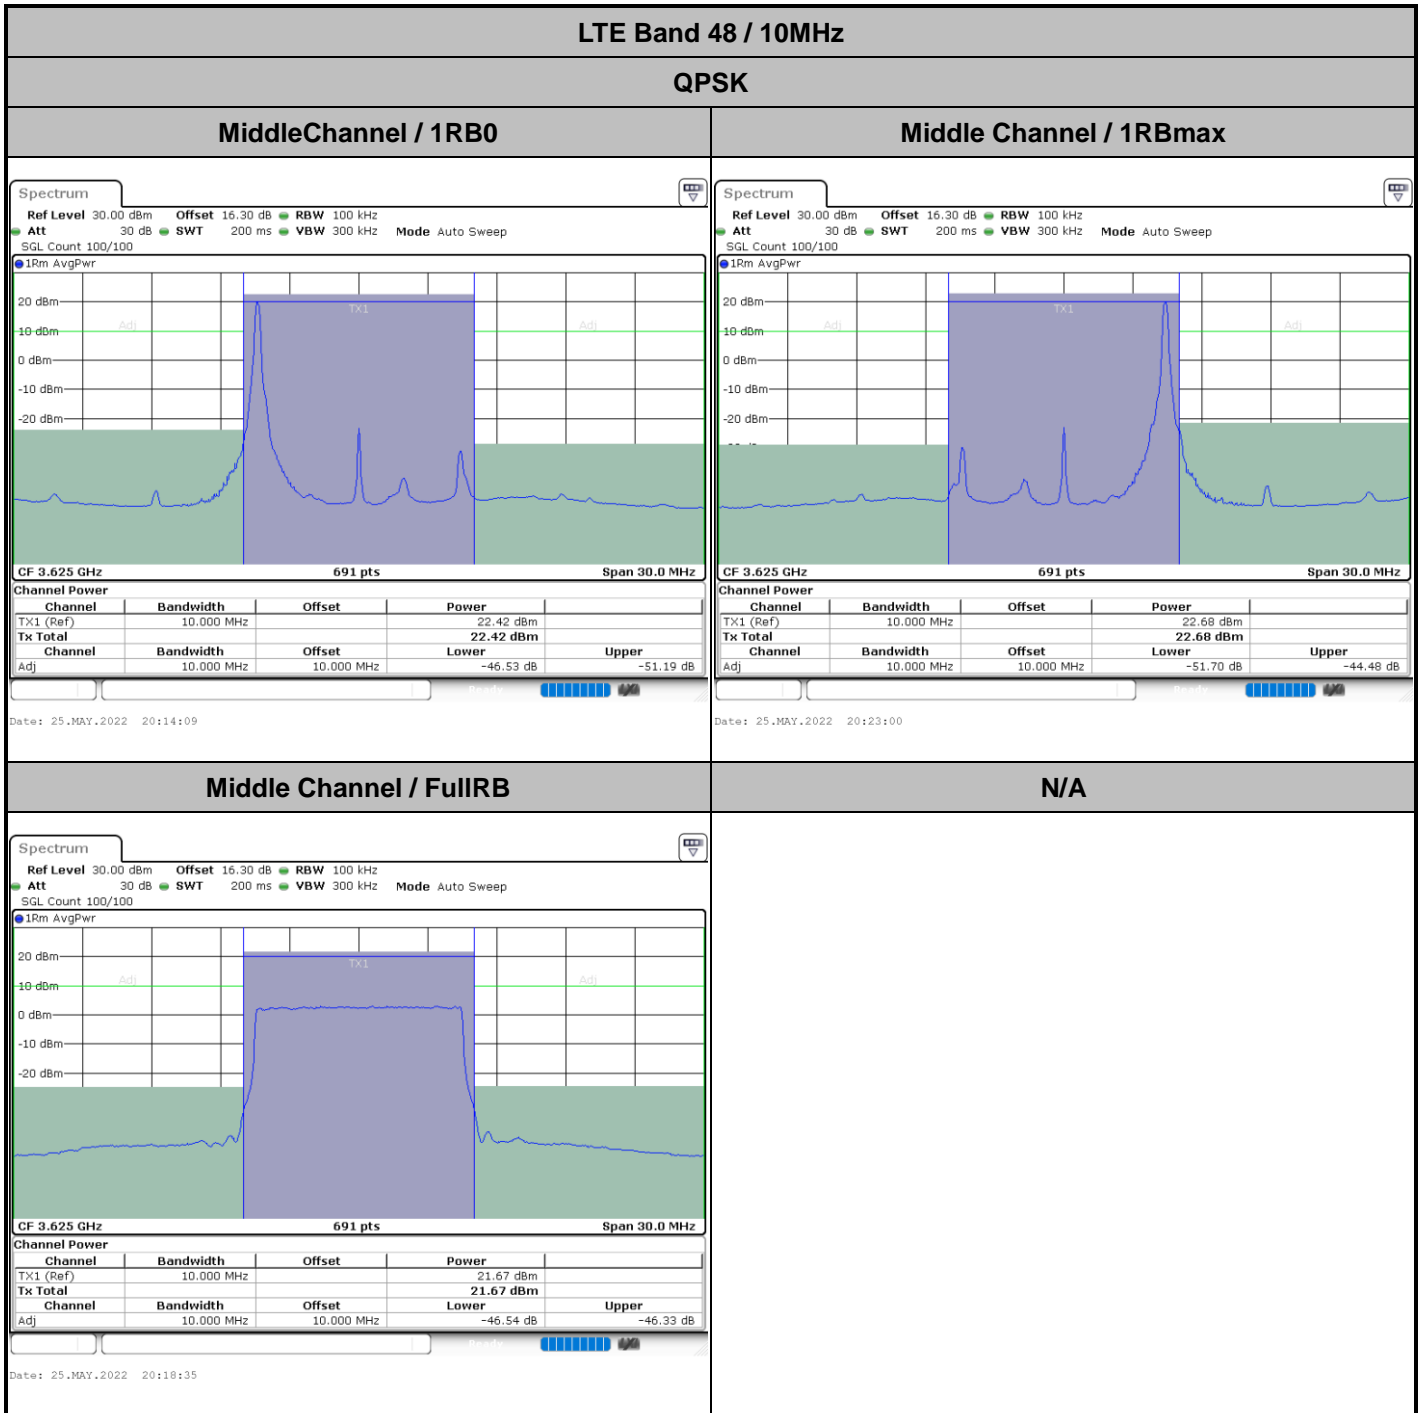 LTE Band 48 / 10MHz
QPSK
MiddleChannel / 1RB0
Middle Channel / 1RBmax
Spectrum
Ref Level 30.00 dBm Offset 16.30 dB RBW 100 kHz
Att 30 dB SWT 200 ms VBW 300 kHz Mode Auto Sweep
SGL Count 100/100
1Rm AvgPwr
TX1
Adj
Adj
20 dBm
10 dBm
0 dBm
-10 dBm
-20 dBm
CF 3.625 GHz 691 pts Span 30.0 MHz
Channel Power
Channel Bandwidth Offset Power
TX1 (Ref) 10.000 MHz 22.42 dBm
Tx Total 22.42 dBm
Channel Bandwidth Offset Lower Upper
Adj 10.000 MHz 10.000 MHz -46.53 dB -51.19 dB
Ready
Date: 25.MAY.2022 20:14:09
Spectrum
Ref Level 30.00 dBm Offset 16.30 dB RBW 100 kHz
Att 30 dB SWT 200 ms VBW 300 kHz Mode Auto Sweep
SGL Count 100/100
1Rm AvgPwr
TX1
Adj
Adj
20 dBm
10 dBm
0 dBm
-10 dBm
-20 dBm
CF 3.625 GHz 691 pts Span 30.0 MHz
Channel Power
Channel Bandwidth Offset Power
TX1 (Ref) 10.000 MHz 22.68 dBm
Tx Total 22.68 dBm
Channel Bandwidth Offset Lower Upper
Adj 10.000 MHz 10.000 MHz -51.70 dB -44.48 dB
Ready
Date: 25.MAY.2022 20:23:00
Middle Channel / FullRB
N/A
Spectrum
Ref Level 30.00 dBm Offset 16.30 dB RBW 100 kHz
Att 30 dB SWT 200 ms VBW 300 kHz Mode Auto Sweep
SGL Count 100/100
1Rm AvgPwr
TX1
Adj
Adj
20 dBm
10 dBm
0 dBm
-10 dBm
-20 dBm
CF 3.625 GHz 691 pts Span 30.0 MHz
Channel Power
Channel Bandwidth Offset Power
TX1 (Ref) 10.000 MHz 21.67 dBm
Tx Total 21.67 dBm
Channel Bandwidth Offset Lower Upper
Adj 10.000 MHz 10.000 MHz -46.54 dB -46.33 dB
Ready
Date: 25.MAY.2022 20:18:35